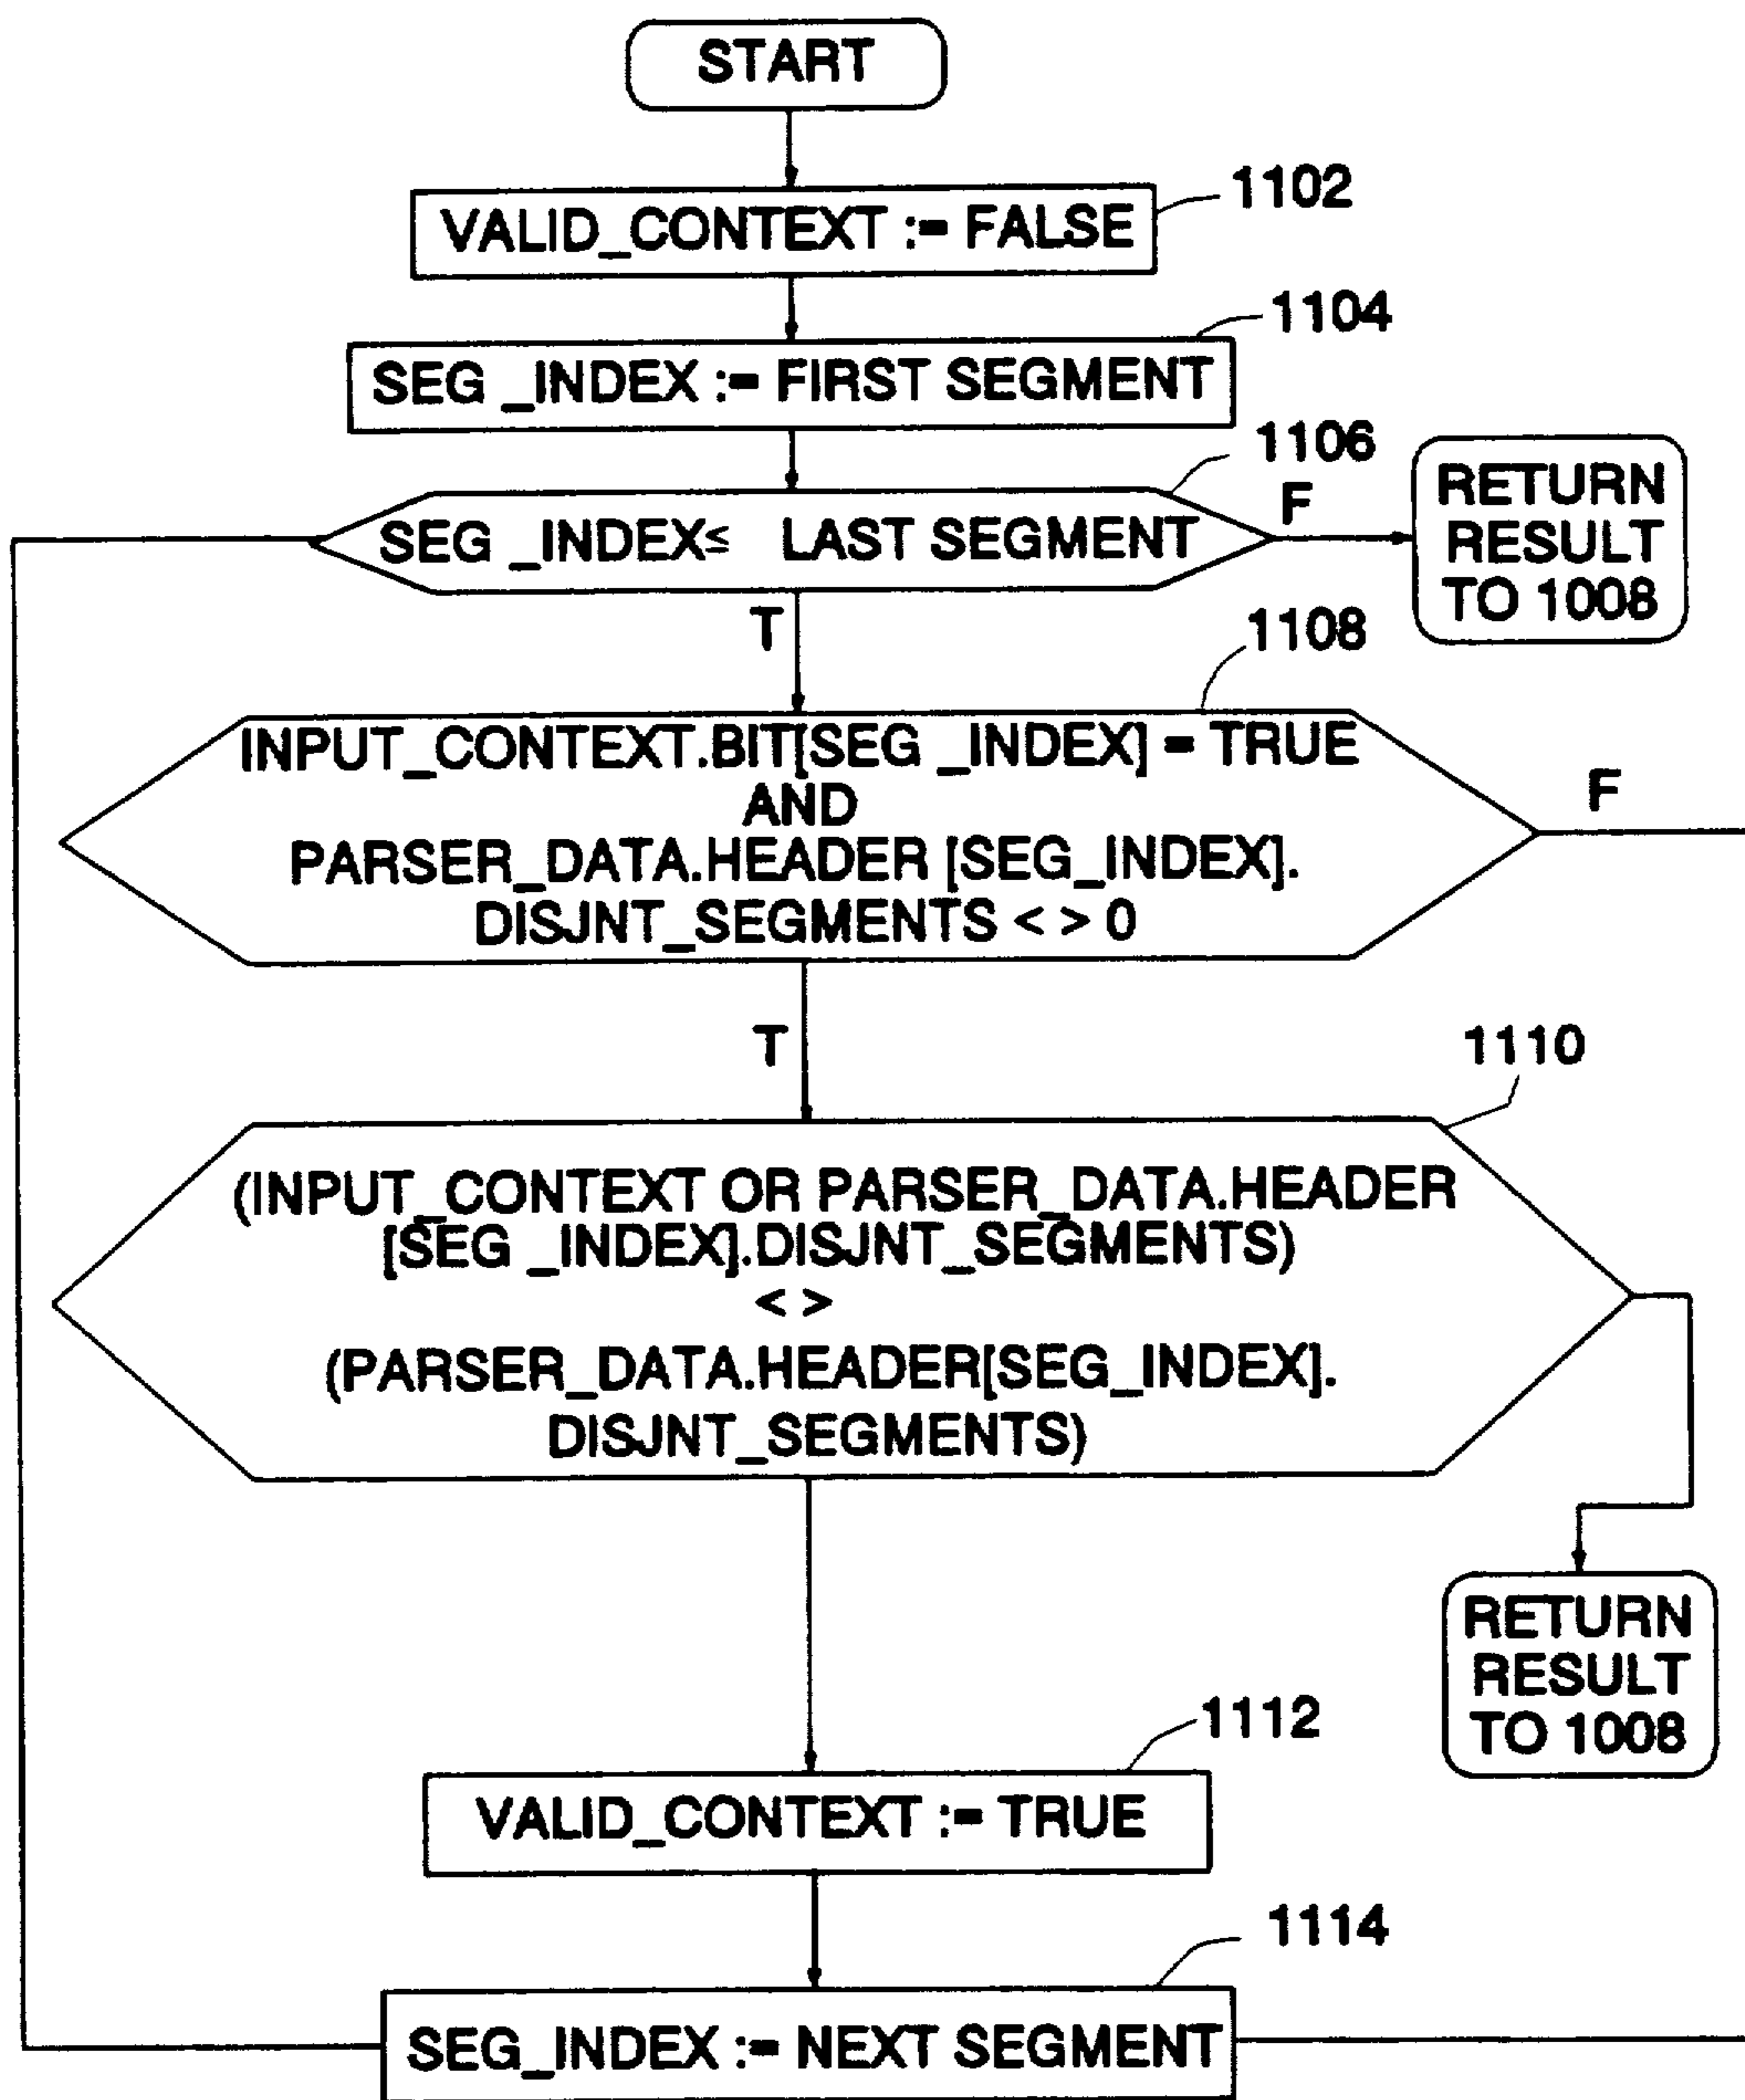 START
1102
VALID_CONTEXT := FALSE
1104
SEG _INDEX := FIRST SEGMENT
1106
SEG _INDEX≤ LAST SEGMENT
F
RETURN
RESULT
TO 1008
T
1108
INPUT_CONTEXT.BIT[SEG _INDEX] = TRUE
AND
PARSER_DATA.HEADER [SEG_INDEX].
DISJNT_SEGMENTS < > 0
F
T
1110
(INPUT_CONTEXT OR PARSER_DATA.HEADER
[SEG _INDEX].DISJNT_SEGMENTS)
< >
(PARSER_DATA.HEADER[SEG_INDEX].
DISJNT_SEGMENTS)
RETURN
RESULT
TO 1008
1112
VALID_CONTEXT := TRUE
1114
SEG_INDEX := NEXT SEGMENT